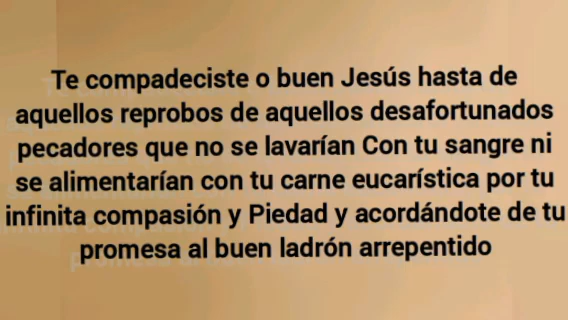 Te compadeciste o buen Jesús hasta de
aquellos reprobos de aquellos desafortunados
pecadores que no se lavarían Con tu sangre ni
se alimentarían con tu carne eucarística por tu
infinita compasión y Piedad y acordándote de tu
promesa al buen ladrón arrepentido